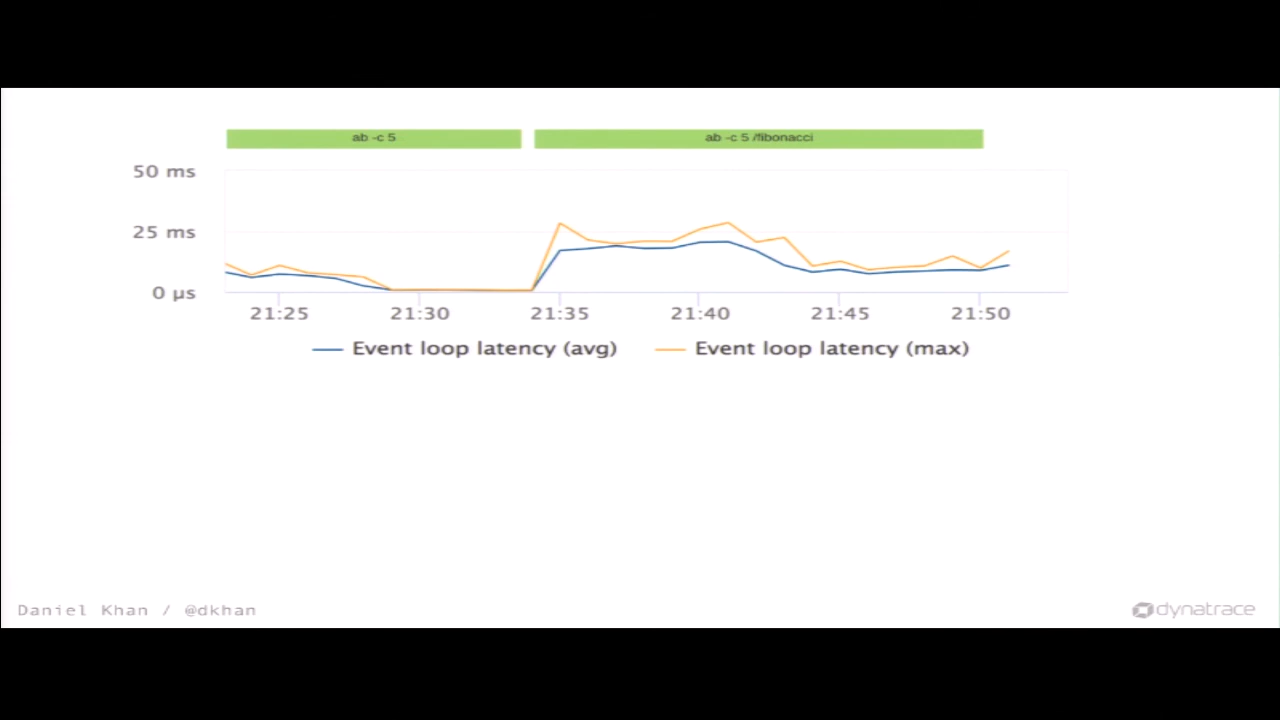 ab -c 5
ab -c 5 /fibonacci
50 ms
25 ms
0 µs
21:25 21:30 21:35 21:40 21:45 21:50
Event loop latency (avg) Event loop latency (max)
Daniel Khan / @dkhan
dynatrace